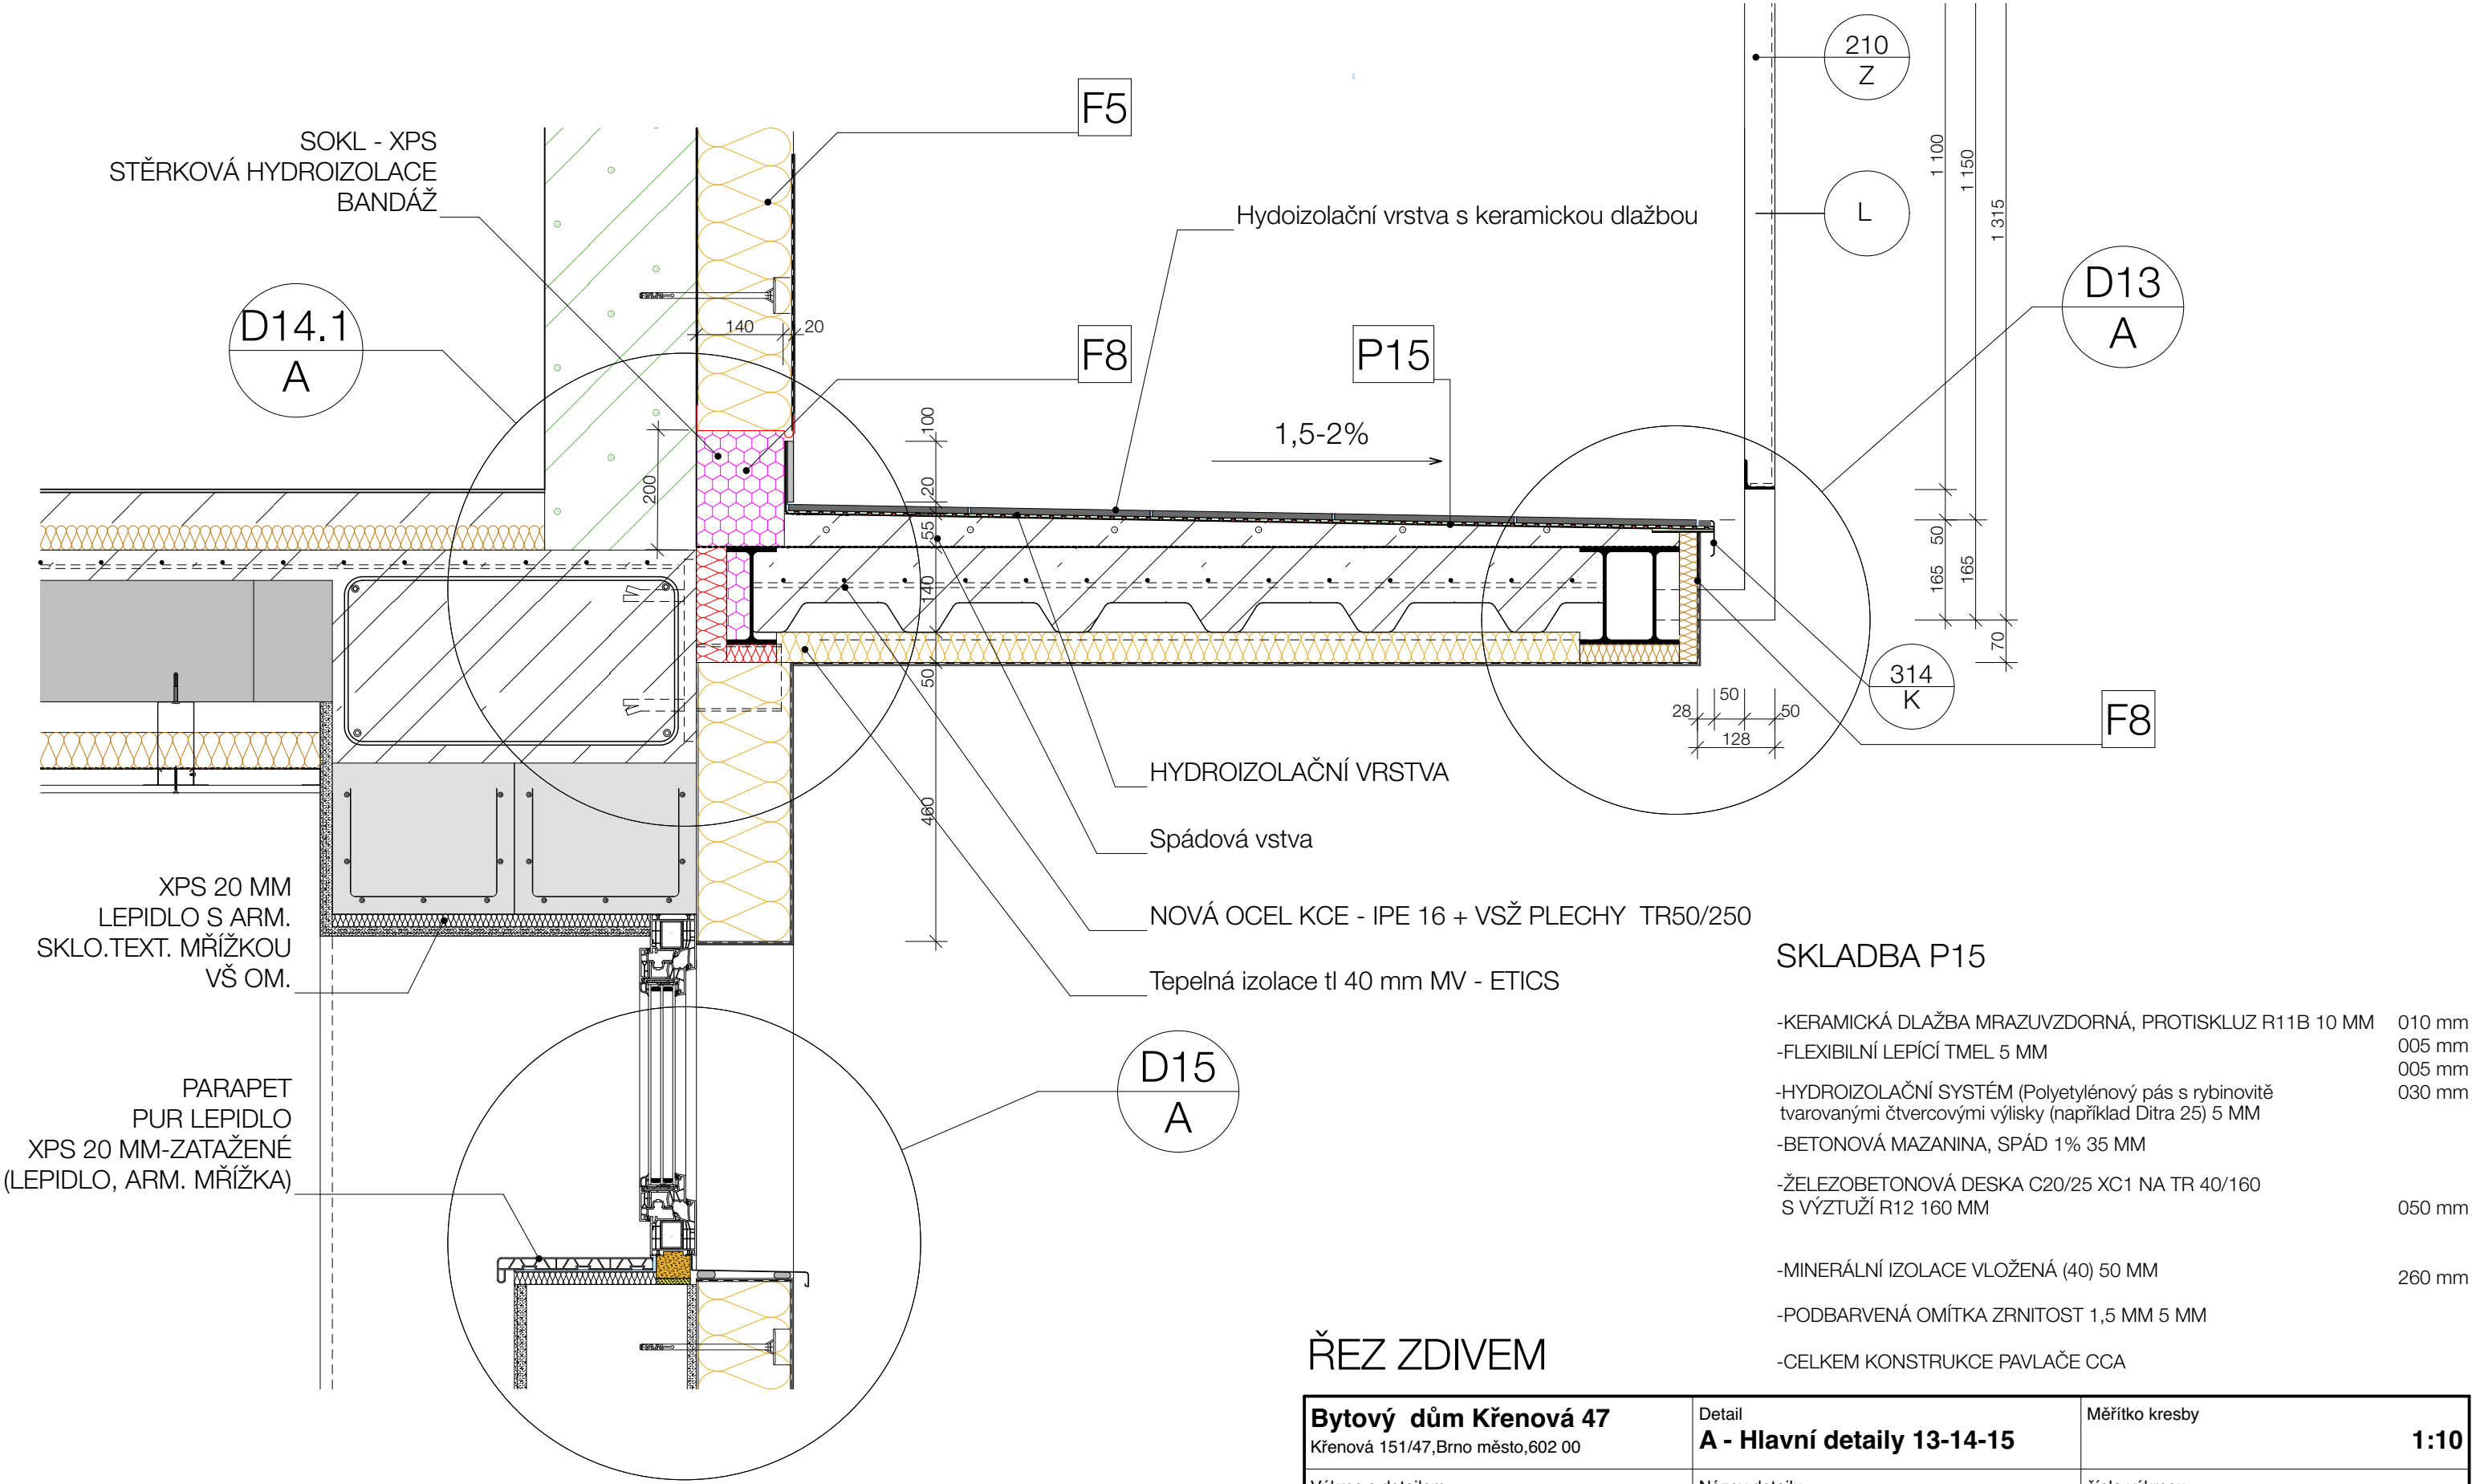 SOKL - XPS
STĚRKOVÁ HYDROIZOLACE
BANDÁŽ
F5
210
Z
L
1 100
1 150
1 315
Hydoizolační vrstva s keramickou dlažbou
D14.1
A
D13
A
140
20
F8
P15
1,5-2%
200
100
20
55
140
50
460
50
165
165
70
28
50
50
128
314
K
F8
HYDROIZOLAČNÍ VRSTVA
Spádová vstva
NOVÁ OCEL KCE - IPE 16 + VSŽ PLECHY TR50/250
Tepelná izolace tl 40 mm MV - ETICS
XPS 20 MM
LEPIDLO S ARM.
SKLO.TEXT. MŘÍŽKOU
VŠ OM.
D15
A
PARAPET
PUR LEPIDLO
XPS 20 MM-ZATAŽENÉ
(LEPIDLO, ARM. MŘÍŽKA)
SKLADBA P15
-KERAMICKÁ DLAŽBA MRAZUVZDORNÁ, PROTISKLUZ R11B 10 MM 010 mm
-FLEXIBILNÍ LEPÍCÍ TMEL 5 MM 005 mm
005 mm
-HYDROIZOLAČNÍ SYSTÉM (Polyetylénový pás s rybinovitě 030 mm
tvarovanými čtvercovými výlisky (například Ditra 25) 5 MM
-BETONOVÁ MAZANINA, SPÁD 1% 35 MM
-ŽELEZOBETONOVÁ DESKA C20/25 XC1 NA TR 40/160
S VÝZTUŽÍ R12 160 MM 050 mm
-MINERÁLNÍ IZOLACE VLOŽENÁ (40) 50 MM 260 mm
-PODBARVENÁ OMÍTKA ZRNITOST 1,5 MM 5 MM
-CELKEM KONSTRUKCE PAVLAČE CCA
ŘEZ ZDIVEM
Bytový dům Křenová 47
Křenová 151/47,Brno město,602 00
Detail
A - Hlavní detaily 13-14-15
Měřítko kresby
1:10